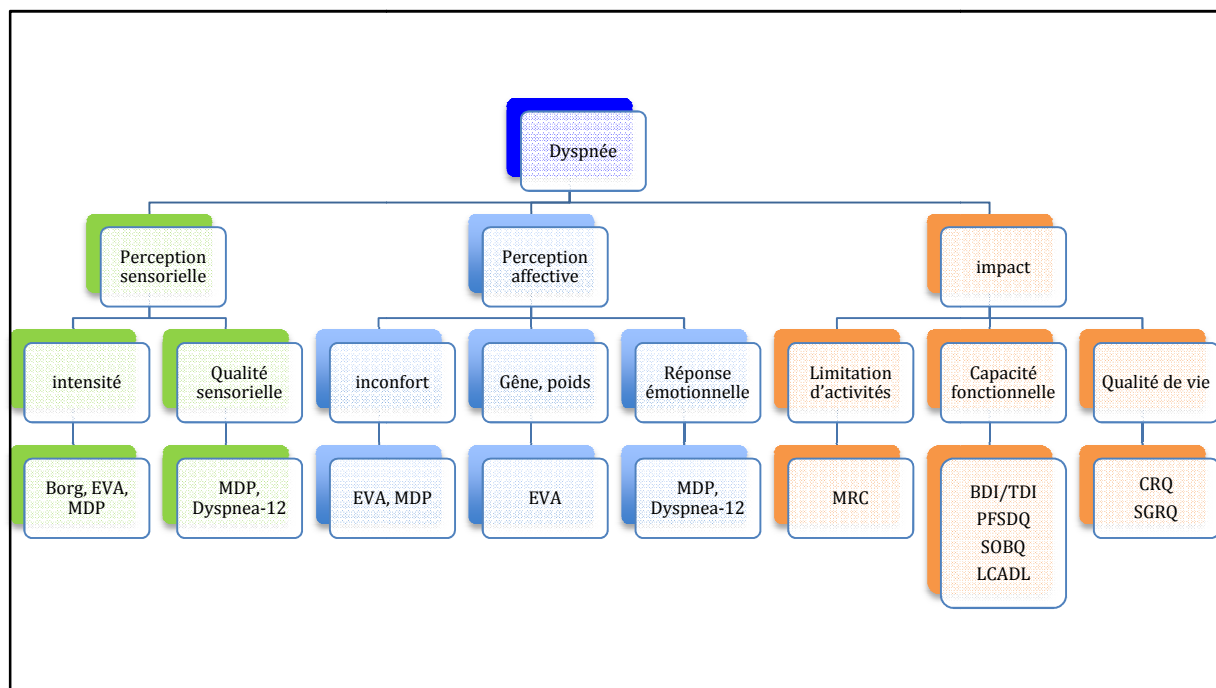 Dyspnée
Perception
sensorielle
Perception
affective
impact
intensité
Qualité
sensorielle
inconfort
Gêne, poids
Réponse
émotionnelle
Limitation
d'activités
Capacité
fonctionnelle
Qualité de vie
Borg, EVA,
MDP
MDP,
Dyspnea-12
EVA, MDP
EVA
MDP,
Dyspnea-12
MRC
BDI/TDI
PFSDQ
SOBQ
LCADL
CRQ
SGRQ